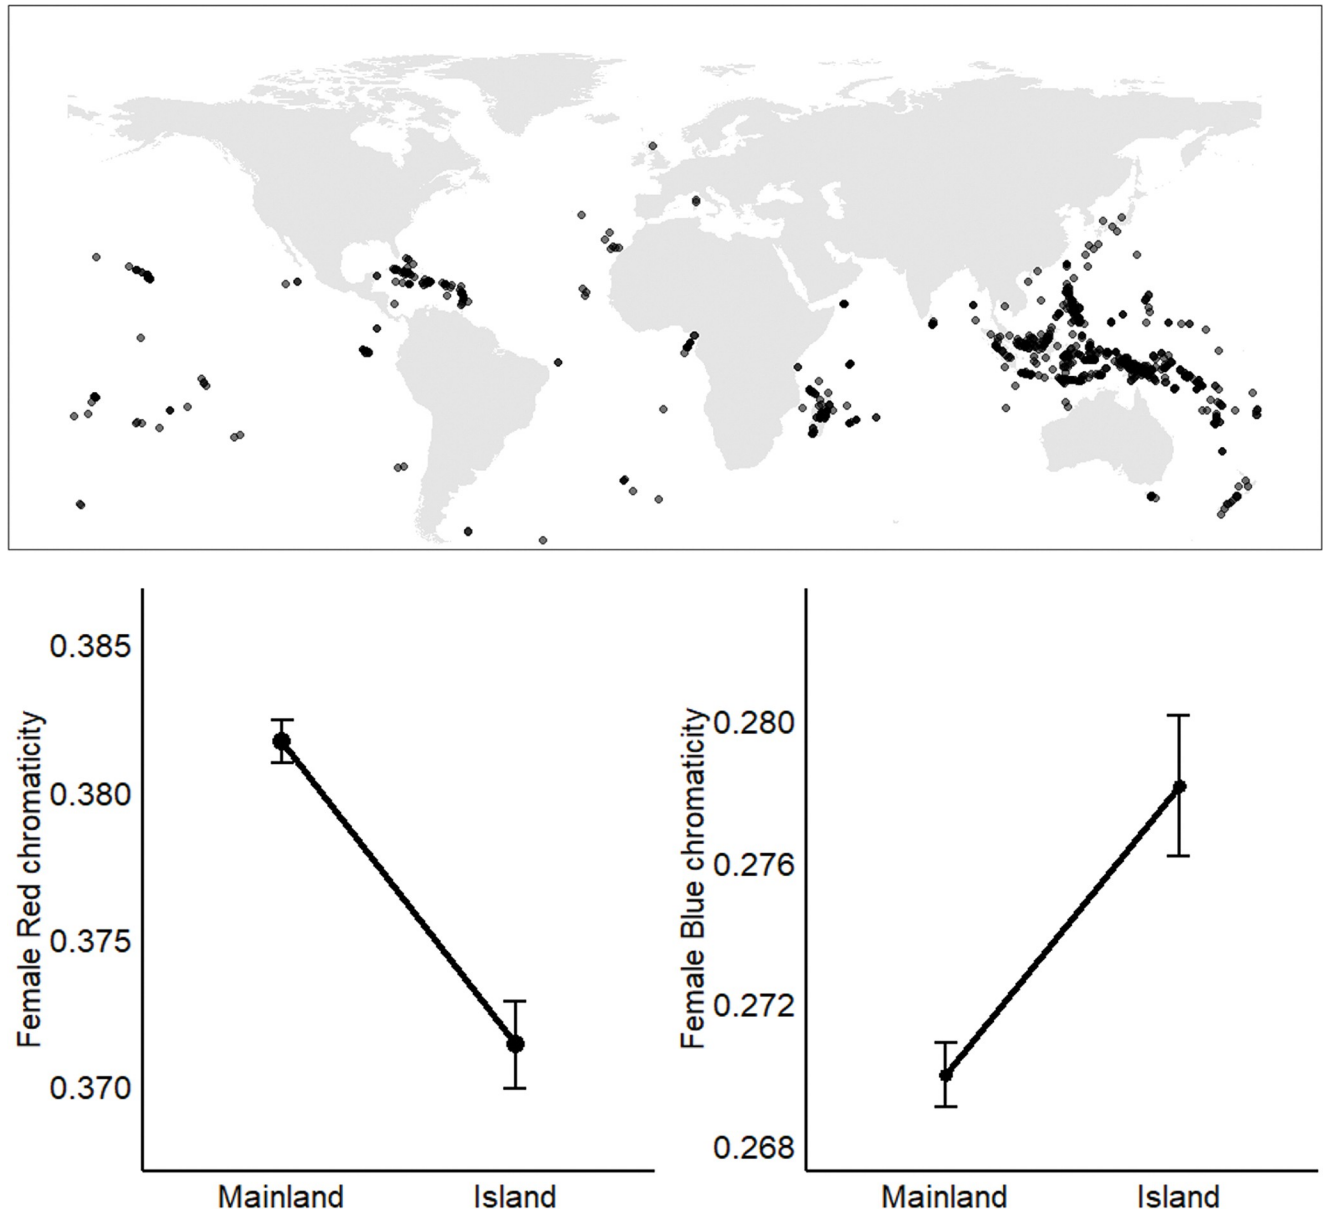 Female Red chromaticity
0.385
0.380
0.375
0.370
Mainland
Island
Female Blue chromaticity
0.280
0.276
0.272
0.268
Mainland
Island